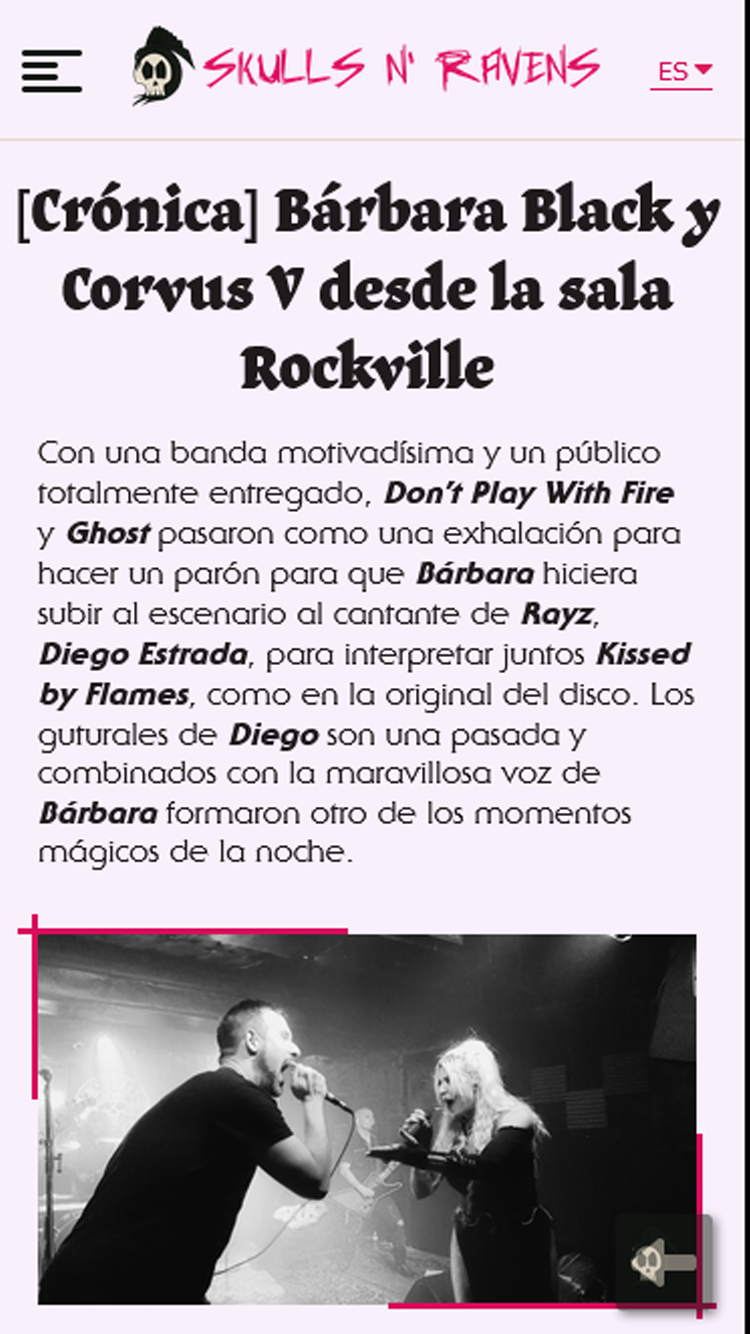 SKULLS N' RAVENS
ES
[Crónica] Bárbara Black y
Corvus V desde la sala
Rockville
Con una banda motivadísima y un público
totalmente entregado, Don't Play With Fire
y Ghost pasaron como una exhalación para
hacer un parón para que Bárbara hiciera
subir al escenario al cantante de Rayz,
Diego Estrada, para interpretar juntos Kissed
by Flames, como en la original del disco. Los
guturales de Diego son una pasada y
combinados con la maravillosa voz de
Bárbara formaron otro de los momentos
mágicos de la noche.